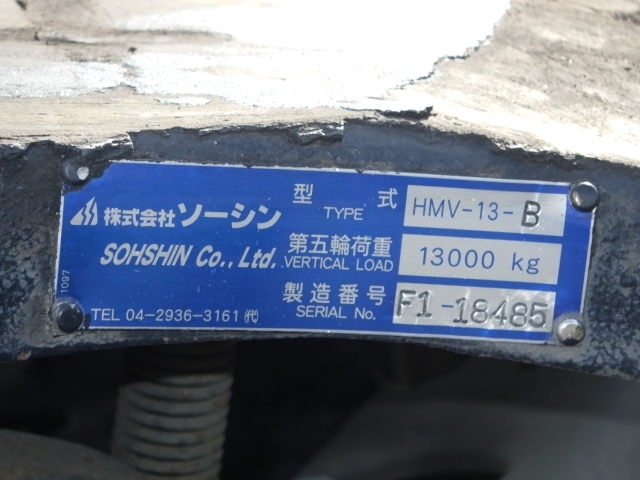 株式会社 ソーシン
SOHSHIN Co., Ltd.
TEL 04-2936-3161 ㈹
1097
型 式 HMV-13-B
TYPE
第五輪荷重 13000 kg
VERTICAL LOAD
製造番号 F1-18485
SERIAL No.